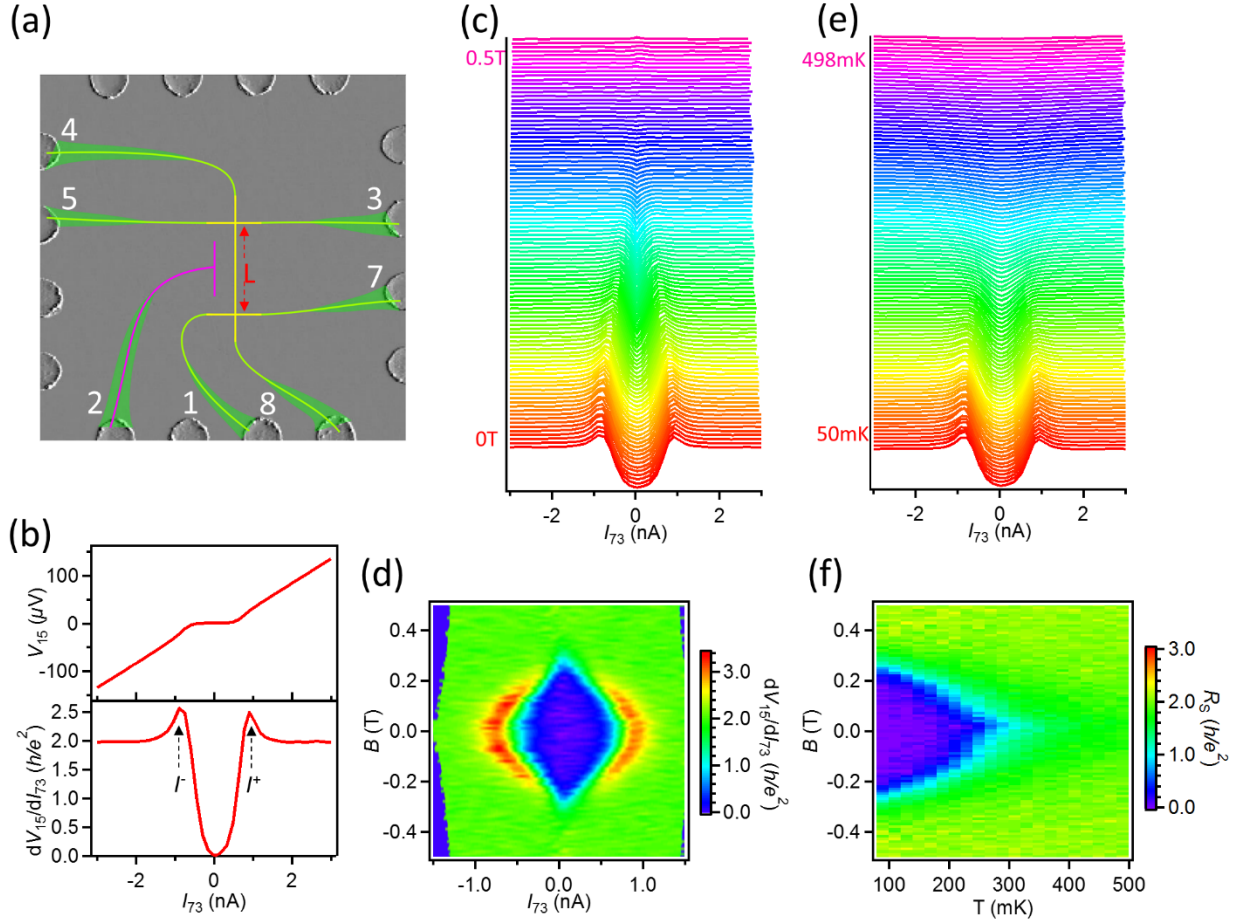 (a)
4
5
3
L
7
2
1
8
(b)
100
0
-100
V15 (µV)
2.5
2.0
1.5
1.0
0.5
0.0
dV15/dI73 (h/e2)
I-
I+
-2
0
2
I73 (nA)
(c)
0.5T
0T
-2
0
2
I73 (nA)
(d)
0.4
0.2
0.0
-0.2
-0.4
B (T)
-1.0
0.0
1.0
I73 (nA)
3.0
2.0
1.0
0.0
dV15/dI73 (h/e2)
(e)
498mK
50mK
-2
0
2
I73 (nA)
(f)
0.4
0.2
0.0
-0.2
-0.4
B (T)
100
200
300
400
500
T (mK)
3.0
2.0
1.0
0.0
RS (h/e2)